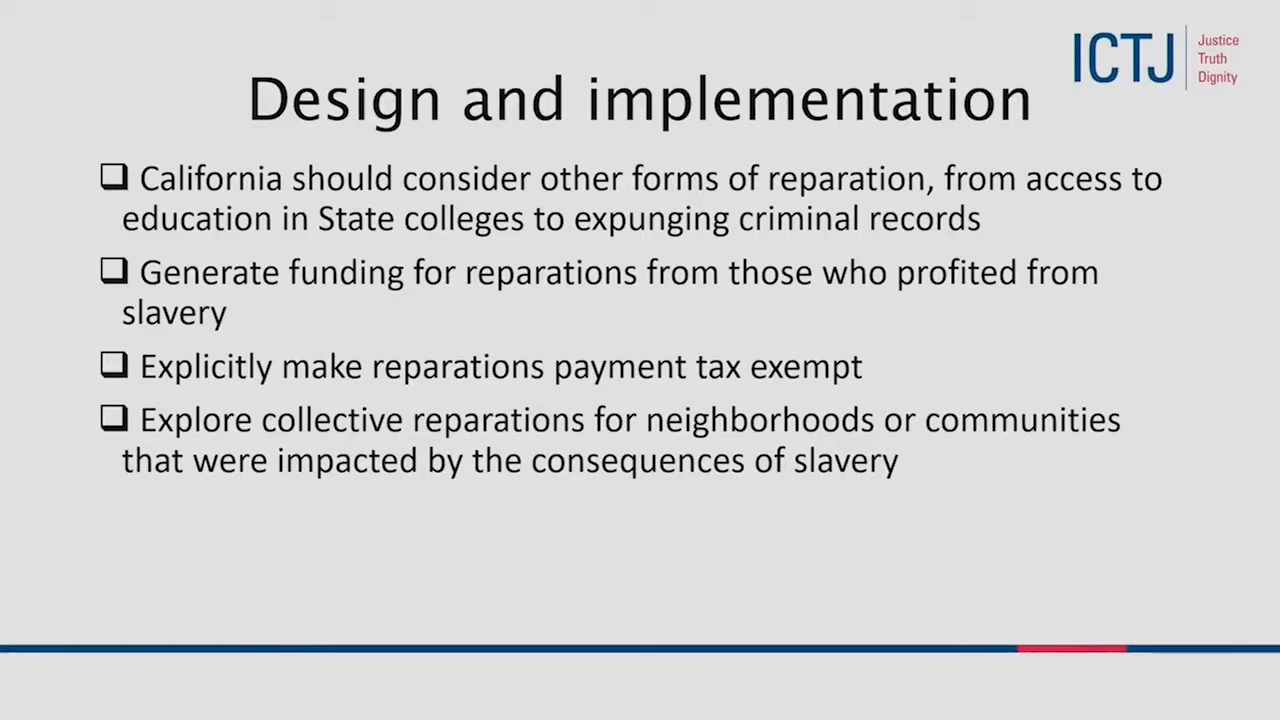 ICTJ
Justice
Truth
Dignity
Design and implementation
❑ California should consider other forms of reparation, from access to
education in State colleges to expunging criminal records
❑ Generate funding for reparations from those who profited from
slavery
❑ Explicitly make reparations payment tax exempt
❑ Explore collective reparations for neighborhoods or communities
that were impacted by the consequences of slavery